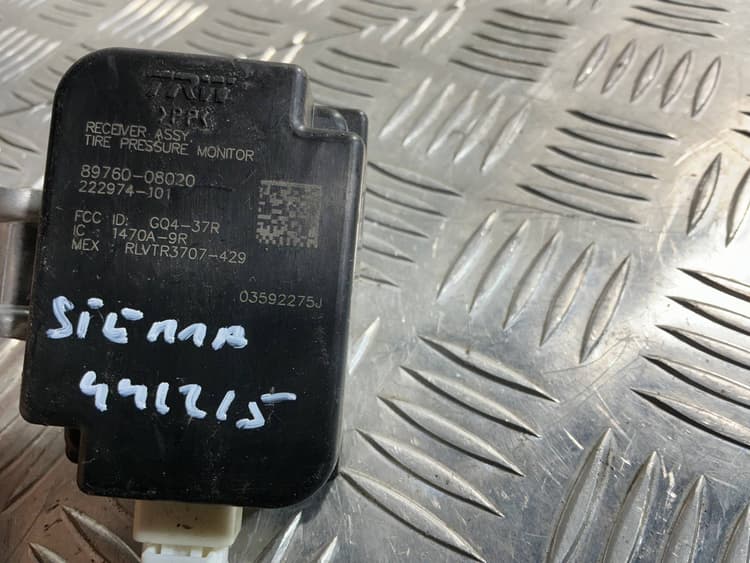 TRW
>PPS
RECEIVER ASSY
TIRE PRESSURE MONITOR
89760-08020
222974-101
FCC ID: GQ4-37R
IC : 1470A-9R
MEX : RLVTR3707-429
03592275J
SIENNA
441215